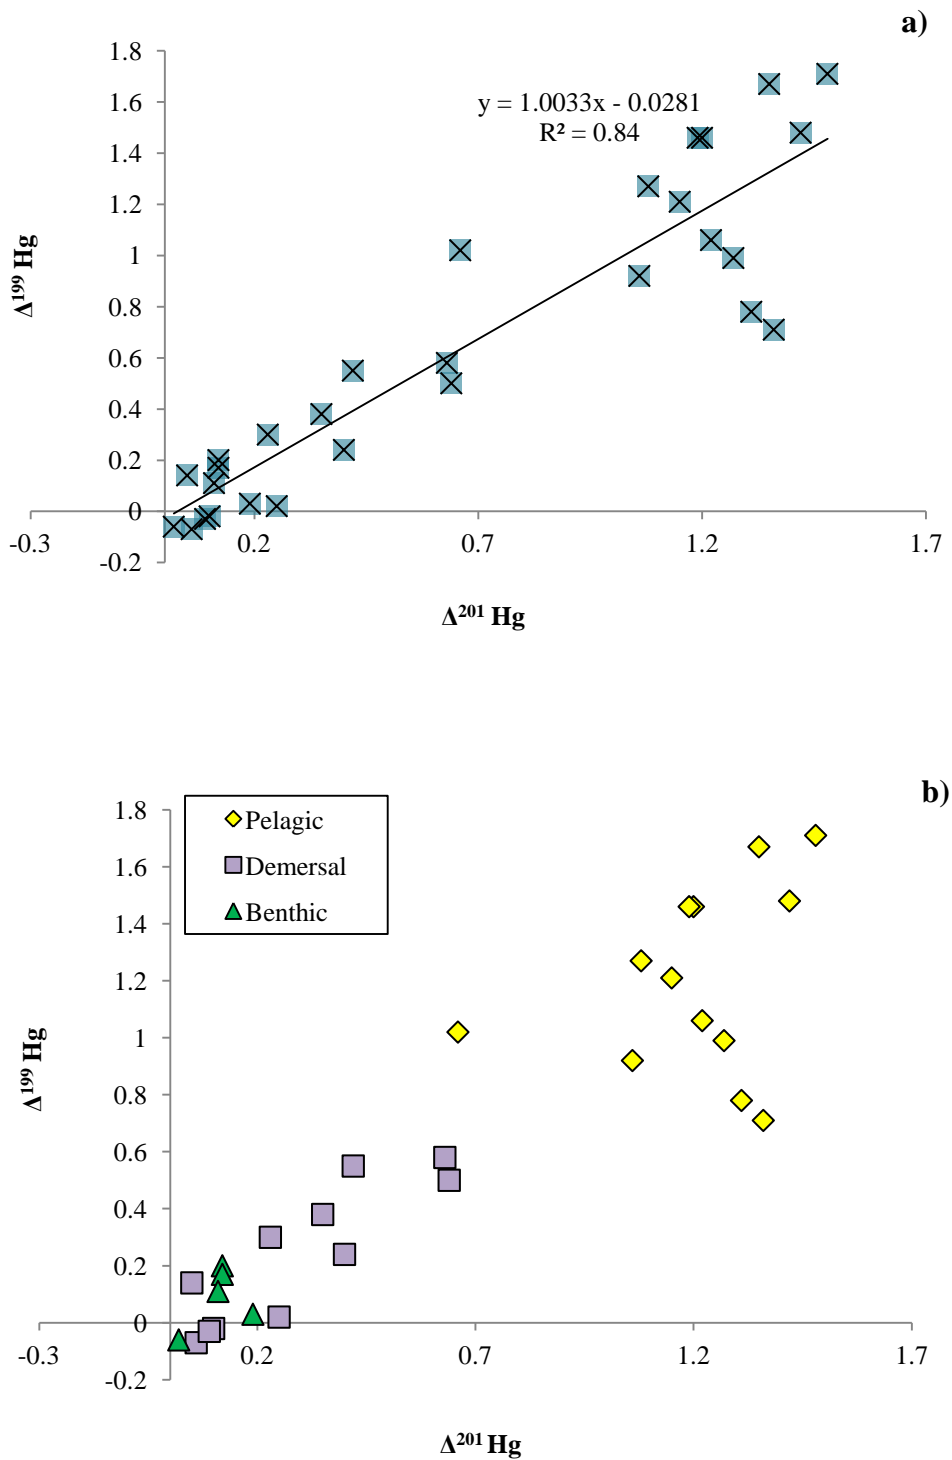 a)
1.8
1.6
y = 1.0033x - 0.0281
R² = 0.84
1.4
1.2
1
0.8
0.6
0.4
0.2
0
-0.2
-0.3
0.2
0.7
1.2
1.7
Δ¹⁹⁹ Hg
Δ²⁰¹ Hg
b)
Pelagic
Demersal
Benthic
1.8
1.6
1.4
1.2
1
0.8
0.6
0.4
0.2
0
-0.2
-0.3
0.2
0.7
1.2
1.7
Δ¹⁹⁹ Hg
Δ²⁰¹ Hg